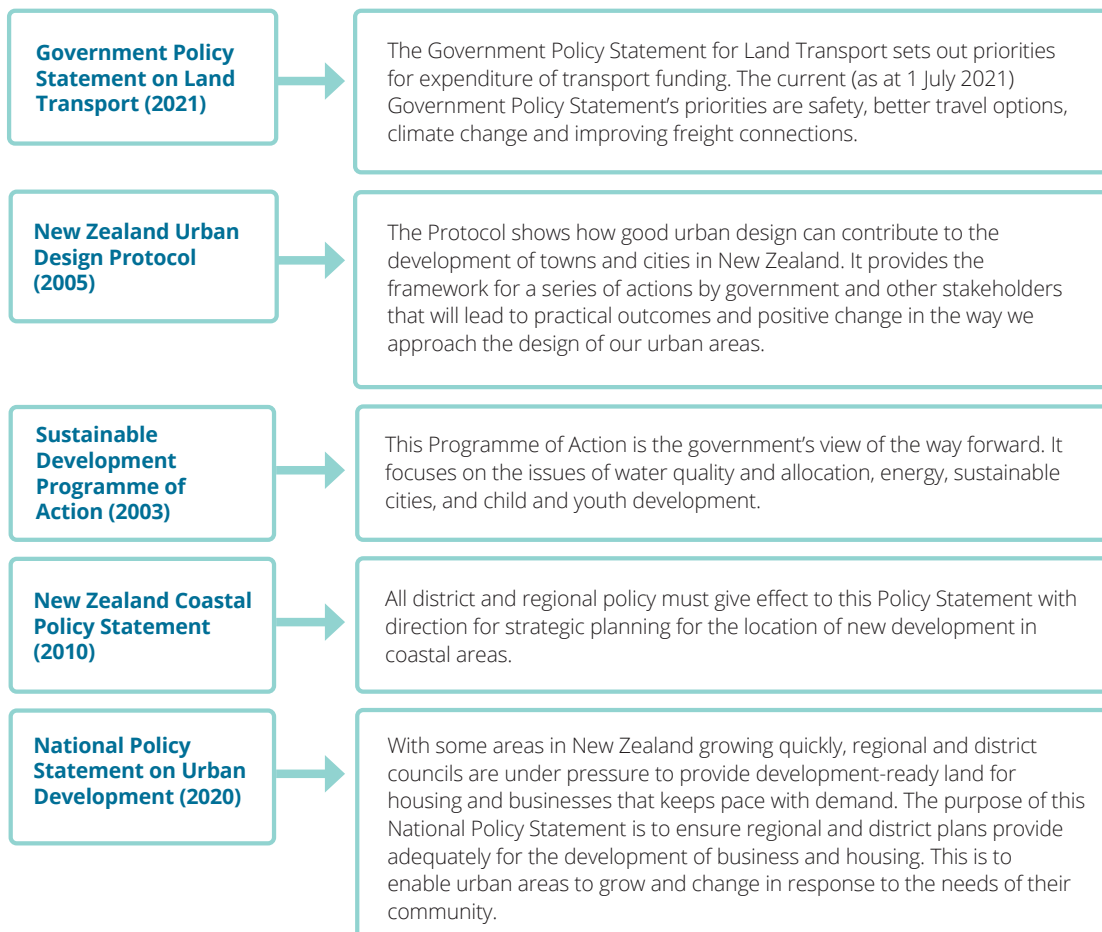 Government Policy
Statement on Land
Transport (2021)
The Government Policy Statement for Land Transport sets out priorities
for expenditure of transport funding. The current (as at 1 July 2021)
Government Policy Statement’s priorities are safety, better travel options,
climate change and improving freight connections.
New Zealand Urban
Design Protocol
(2005)
The Protocol shows how good urban design can contribute to the
development of towns and cities in New Zealand. It provides the
framework for a series of actions by government and other stakeholders
that will lead to practical outcomes and positive change in the way we
approach the design of our urban areas.
Sustainable
Development
Programme of
Action (2003)
This Programme of Action is the government’s view of the way forward. It
focuses on the issues of water quality and allocation, energy, sustainable
cities, and child and youth development.
New Zealand Coastal
Policy Statement
(2010)
All district and regional policy must give effect to this Policy Statement with
direction for strategic planning for the location of new development in
coastal areas.
National Policy
Statement on Urban
Development (2020)
With some areas in New Zealand growing quickly, regional and district
councils are under pressure to provide development-ready land for
housing and businesses that keeps pace with demand. The purpose of this
National Policy Statement is to ensure regional and district plans provide
adequately for the development of business and housing. This is to
enable urban areas to grow and change in response to the needs of their
community.